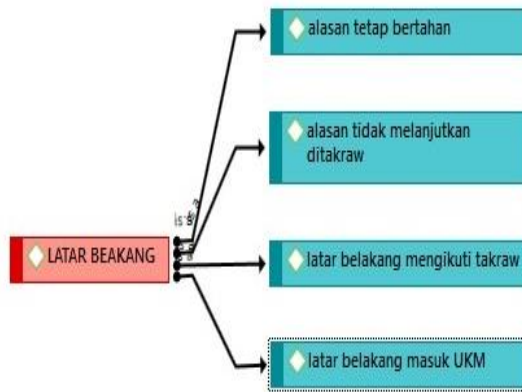 alasan tetap bertahan
alasan tidak melanjutkan
ditakraw
LATAR BEAKANG
latar belakang mengikuti takraw
latar belakang masuk UKM